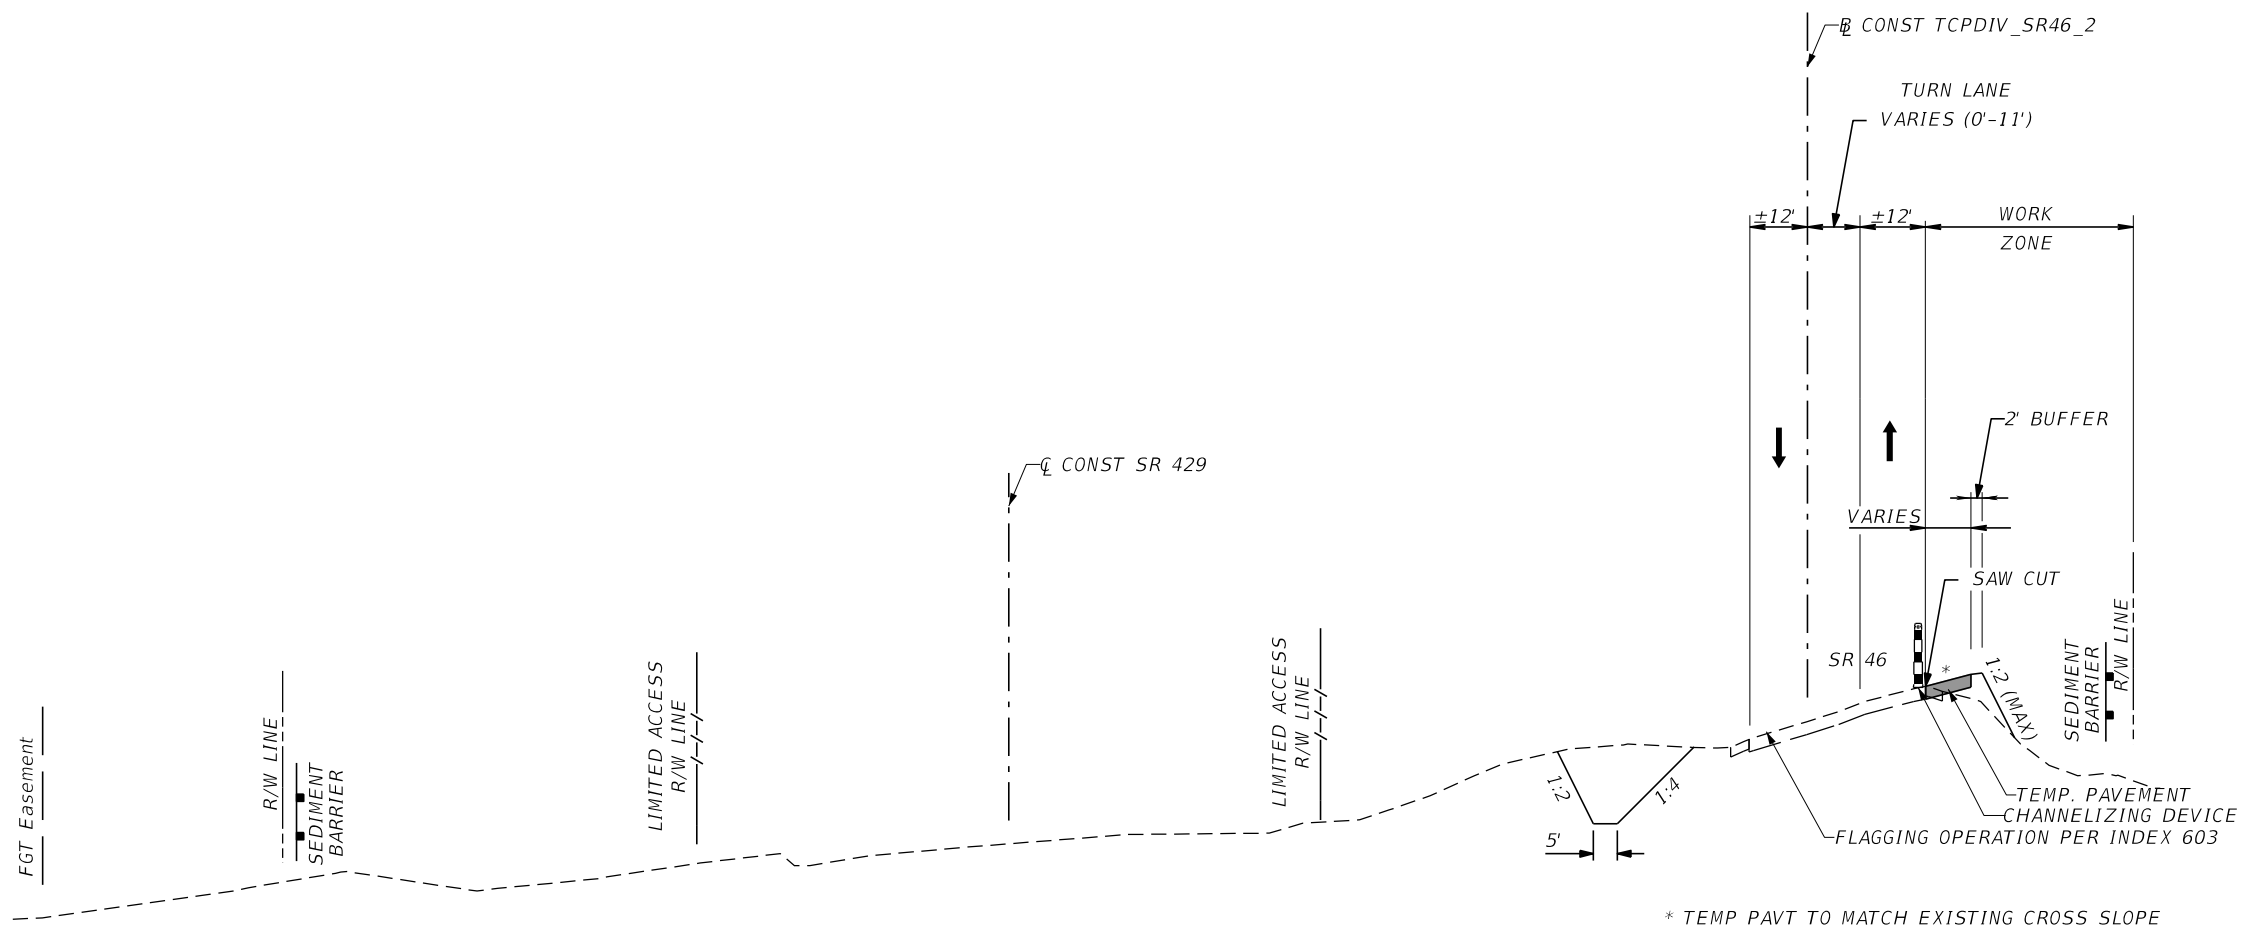 ℄ CONST TCPDIV_SR46_2
TURN LANE
VARIES (0'-11')
±12'
±12'
WORK
ZONE
2' BUFFER
℄ CONST SR 429
VARIES
SAW CUT
SR 46
*
1:2 (MAX)
SEDIMENT
BARRIER
R/W LINE
LIMITED ACCESS
R/W LINE
LIMITED ACCESS
R/W LINE
R/W LINE
SEDIMENT
BARRIER
FGT Easement
1:2
1:4
5'
TEMP. PAVEMENT
CHANNELIZING DEVICE
FLAGGING OPERATION PER INDEX 603
* TEMP PAVT TO MATCH EXISTING CROSS SLOPE